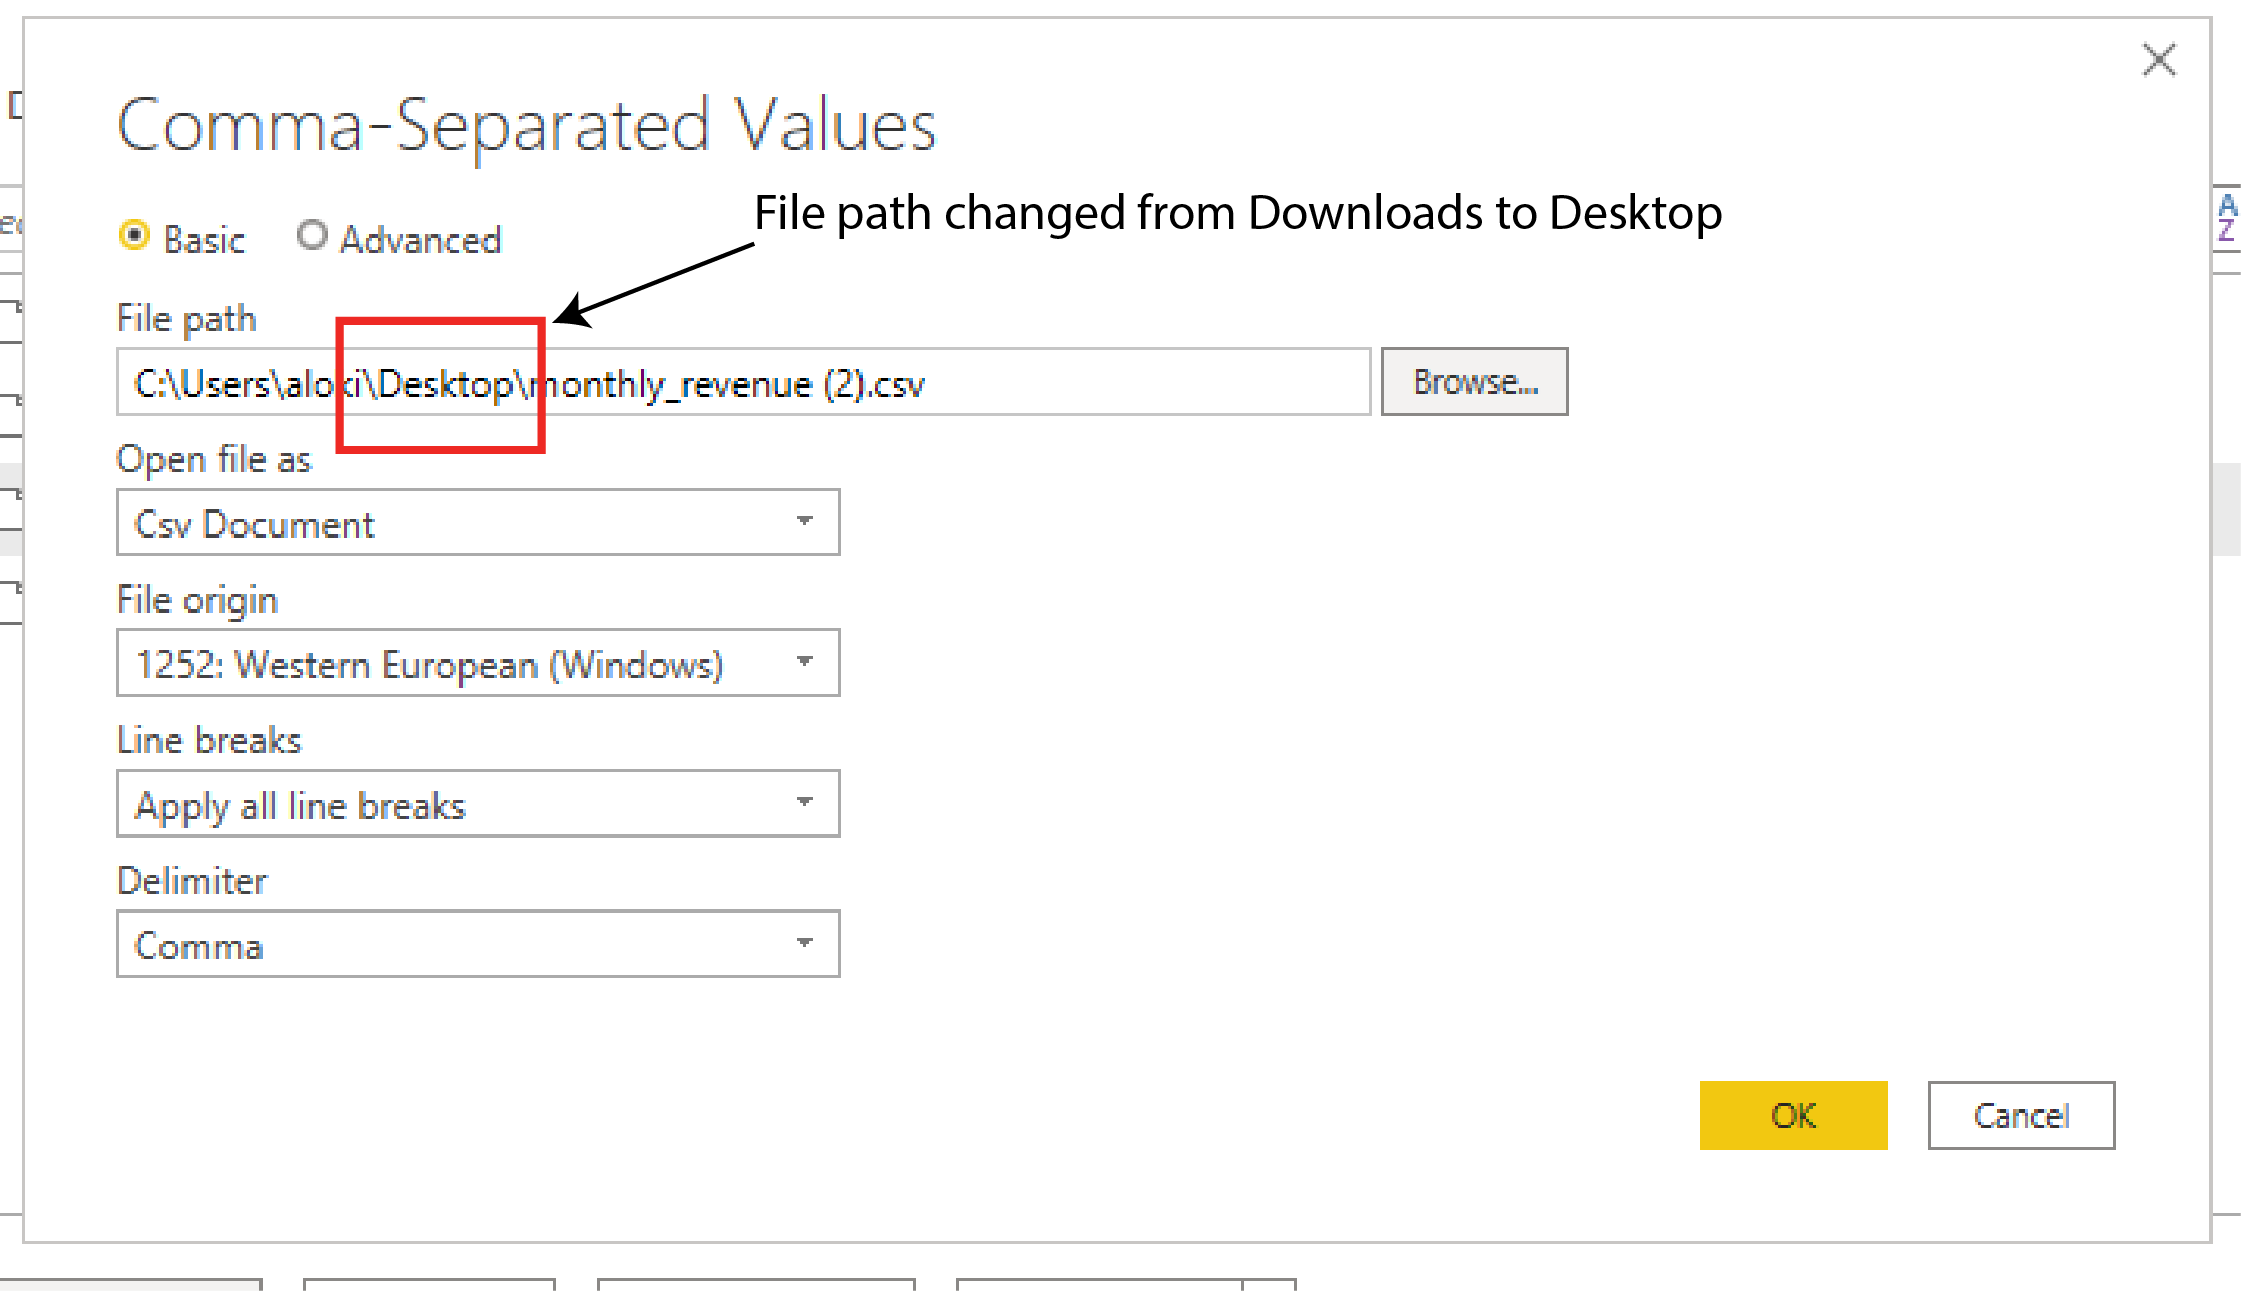 Comma-Separated Values
File path changed from Downloads to Desktop
Basic
Advanced
File path
C:\Users\aloki\Desktop\monthly_revenue (2).csv
Browse...
Open file as
Csv Document
File origin
1252: Western European (Windows)
Line breaks
Apply all line breaks
Delimiter
Comma
OK
Cancel
A
Z